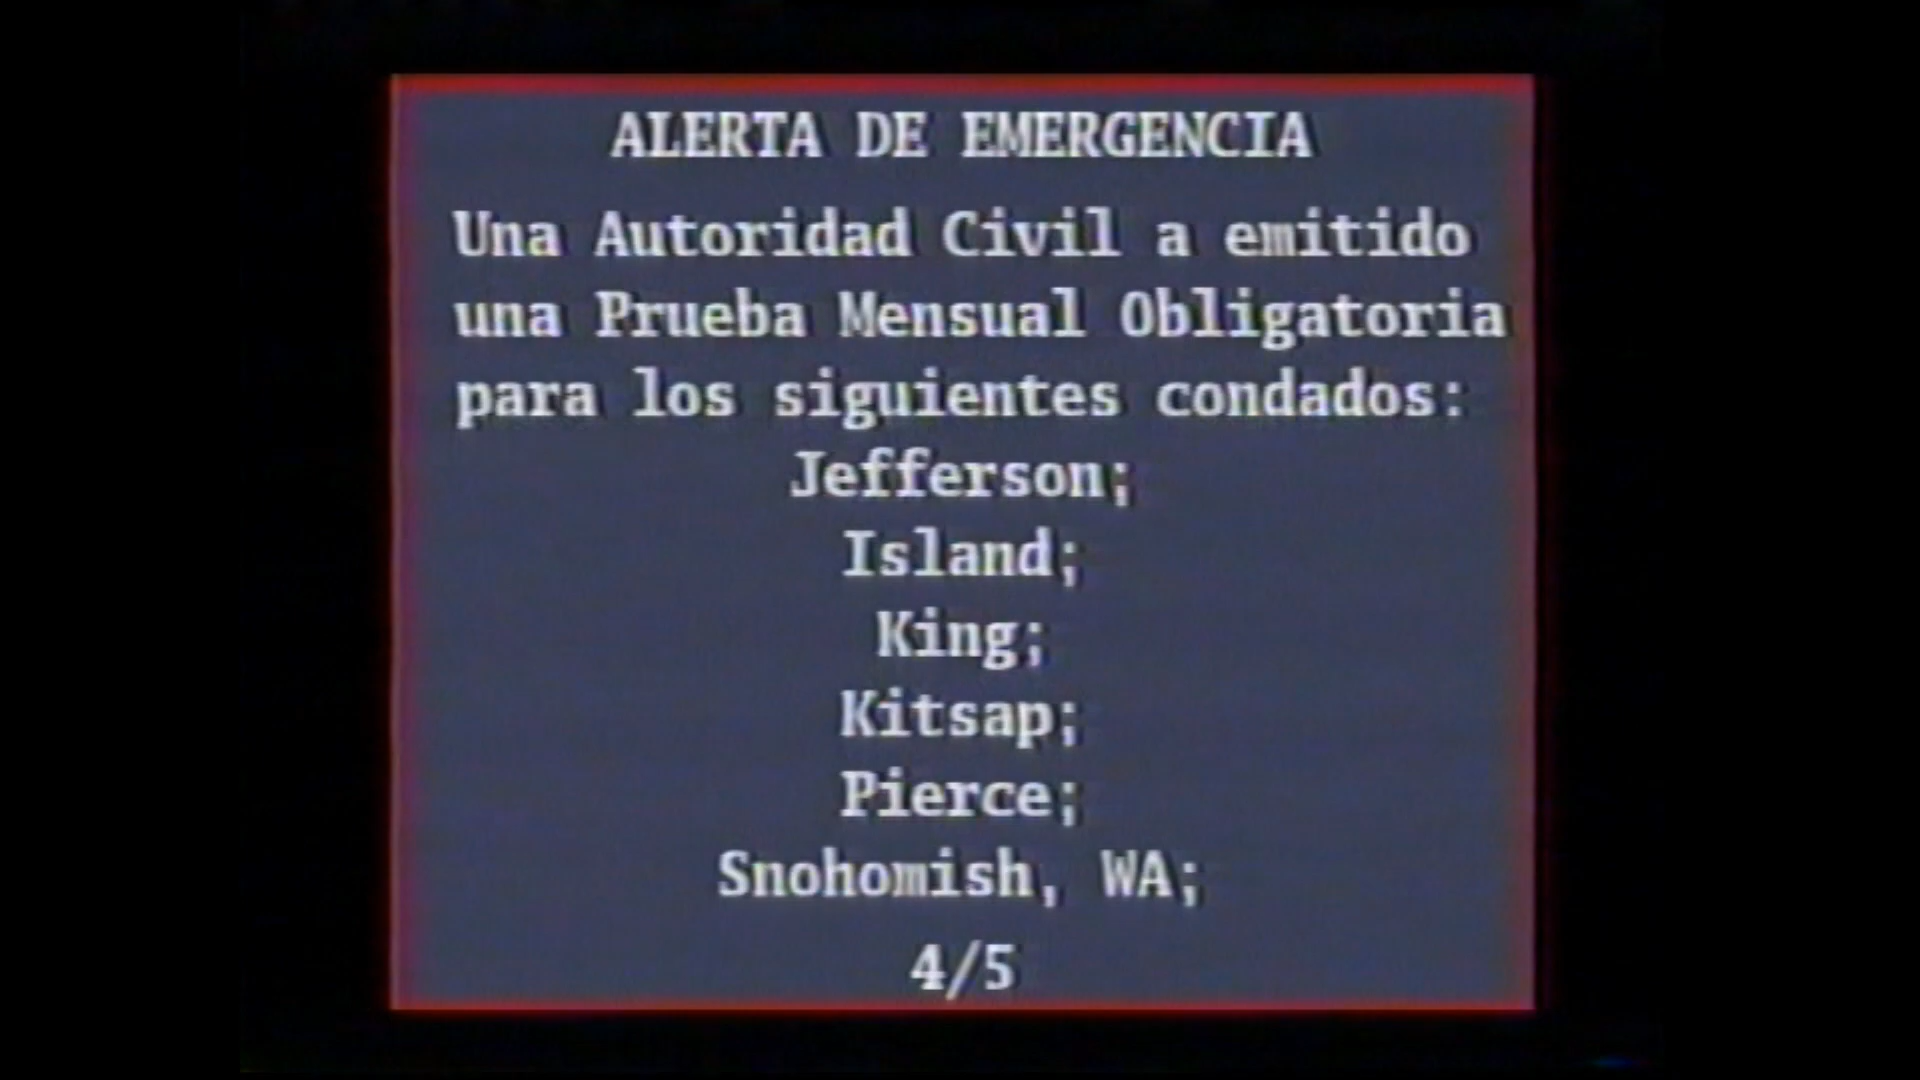 ALERTA DE EMERGENCIA
Una Autoridad Civil a emitido
una Prueba Mensual Obligatoria
para los siguientes condados:
Jefferson;
Island;
King;
Kitsap;
Pierce;
Snohomish, WA;
4/5